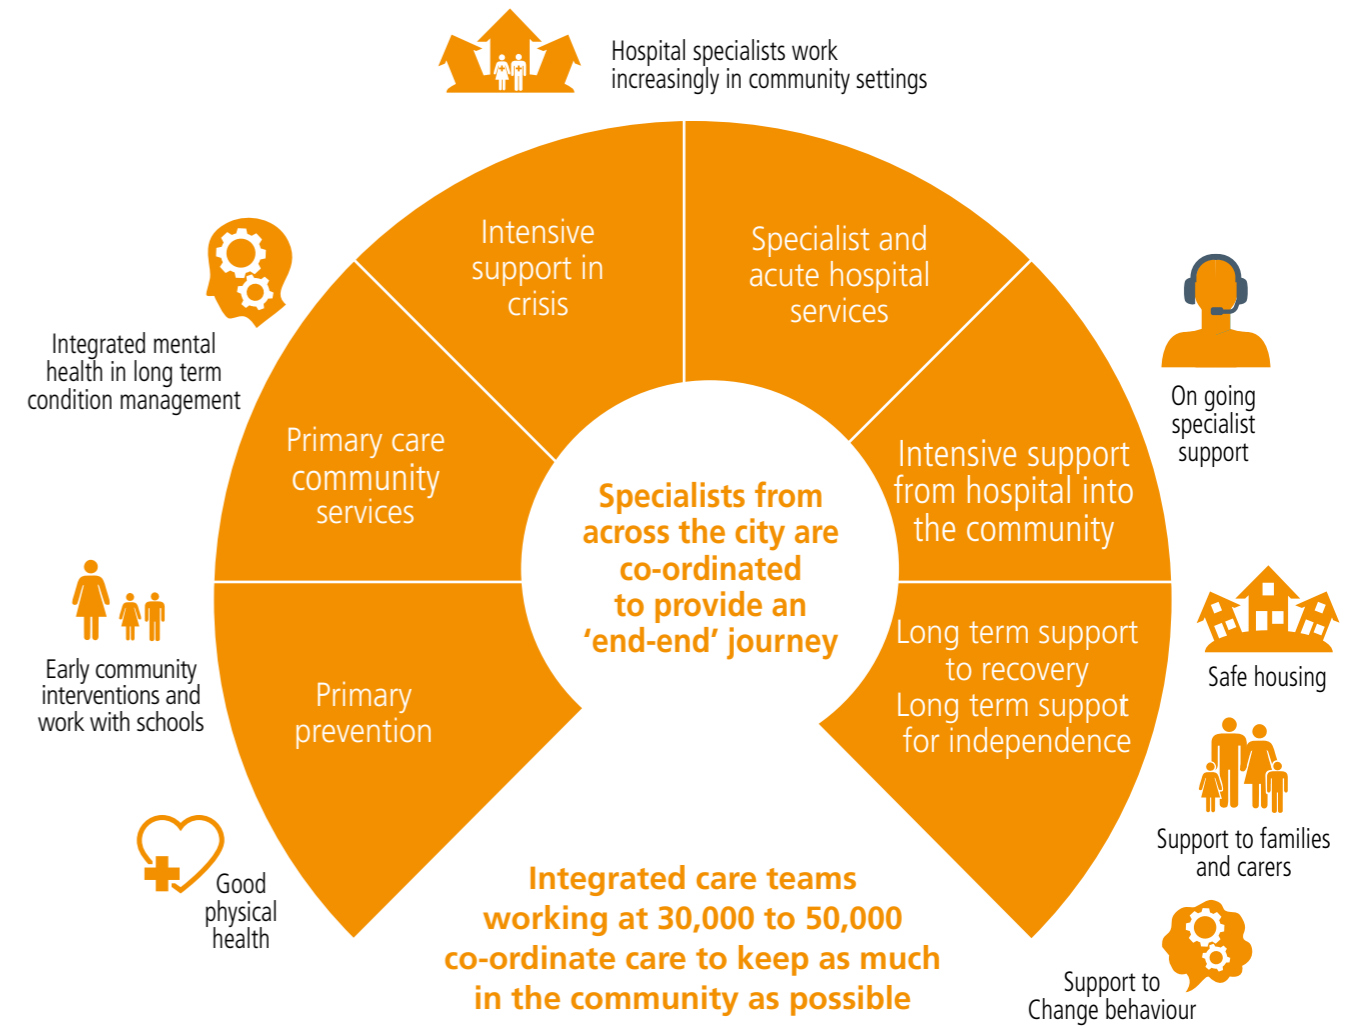 Hospital specialists work
increasingly in community settings
Intensive
support in
crisis
Specialist and
acute hospital
services
Integrated mental
health in long term
condition management
On going
specialist
support
Primary care
community
services
Intensive support
from hospital into
the community
Specialists from
across the city are
co-ordinated
to provide an
‘end-end’ journey
Early community
interventions and
work with schools
Primary
prevention
Long term support
to recovery
Long term suppot
for independence
Safe housing
Support to families
and carers
Good
physical
health
Integrated care teams
working at 30,000 to 50,000
co-ordinate care to keep as much
in the community as possible
Support to
Change behaviour